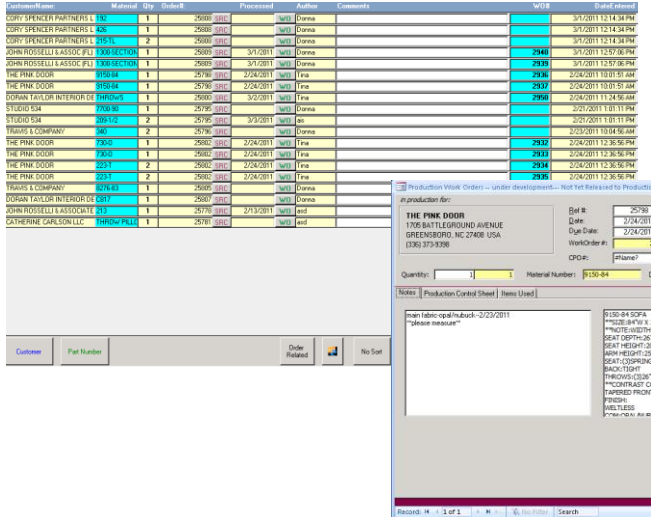 CustomerName: Material Qty Order#: Processed Author Comments WO# DateEntered
CORY SPENCER PARTNERS L 192 1 25808 SRC WO Donna 3/1/2011 12:14:34 PM
CORY SPENCER PARTNERS L 426 1 25808 SRC WO Donna 3/1/2011 12:14:34 PM
CORY SPENCER PARTNERS L 215-TL 2 25808 SRC WO Donna 3/1/2011 12:14:34 PM
JOHN ROSSELLI & ASSOC (FL) 1300-SECTION 1 25809 SRC 3/1/2011 WO Donna 2940 3/1/2011 12:57:06 PM
JOHN ROSSELLI & ASSOC (FL) 1300-SECTION 1 25809 SRC 3/1/2011 WO Donna 2939 3/1/2011 12:57:06 PM
THE PINK DOOR 9150-84 1 25798 SRC 2/24/2011 WO Tina 2936 2/24/2011 10:01:51 AM
THE PINK DOOR 9150-84 1 25798 SRC 2/24/2011 WO Tina 2937 2/24/2011 10:01:51 AM
DORAN TAYLOR INTERIOR DE THROWS 1 25800 SRC 3/2/2011 WO Tina 2950 2/24/2011 11:24:56 AM
STUDIO 534 7708-90 1 25795 SRC WO Donna 2/21/2011 1:01:11 PM
STUDIO 534 209-1/2 2 25795 SRC 3/3/2011 WO ais 2/21/2011 1:01:11 PM
TRAVIS & COMPANY 340 2 25796 SRC WO Donna 2/23/2011 10:04:56 AM
THE PINK DOOR 730-O 1 25802 SRC 2/24/2011 WO Tina 2932 2/24/2011 12:36:56 PM
THE PINK DOOR 730-O 1 25802 SRC 2/24/2011 WO Tina 2933 2/24/2011 12:36:56 PM
THE PINK DOOR 223-T 2 25802 SRC 2/24/2011 WO Tina 2934 2/24/2011 12:36:56 PM
THE PINK DOOR 223-T 2 25802 SRC 2/24/2011 WO Tina 2935 2/24/2011 12:36:56 PM
TRAVIS & COMPANY 8276-83 1 25805 SRC WO Donna
DORAN TAYLOR INTERIOR DE C817 1 25807 SRC WO Donna
JOHN ROSSELLI & ASSOCIATE 213 1 25770 SRC 2/13/2011 WO asd
CATHERINE CARLSON LLC THROW PILLO 1 25781 SRC WO asd
Customer Part Number Order Related No Sort
Production Work Orders -- under development--- Not Yet Released to Productio
in production for:
THE PINK DOOR
1705 BATTLEGROUND AVENUE
GREENSBORO, NC 27408 USA
(336) 373-9398
Ref #: 25798
Date: 2/24/201
Due Date: 2/24/201
WorkOrder #:
CPO#: #Name?
Quantity: 1 1 Material Number: 9150-84
Notes Production Control Sheet Items Used
main fabric-opal/nubuck--2/23/2011
**please measure**
9150-84 SOFA
**SIZE:84"W X
**NOTE:WIDTH
SEAT DEPTH:26"
SEAT HEIGHT:20
ARM HEIGHT:25
SEAT:(3)SPRING
BACK:TIGHT
THROWS:(3)26"
**CONTRAST C
TAPERED FRONT
FINISH:
WELTLESS
Record: 1 of 1 No Filter Search